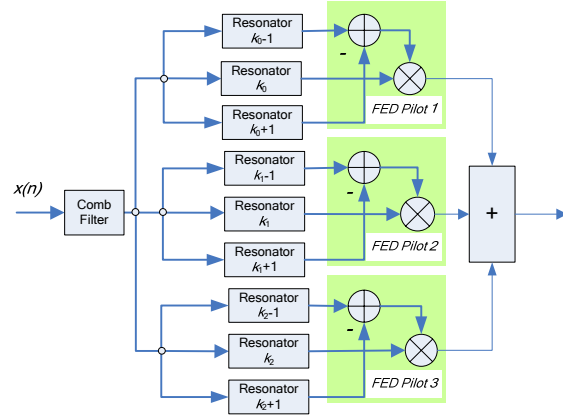 Resonator
k₀-1
Resonator
k₀
Resonator
k₀+1
-
FED Pilot 1
x(n)
Comb
Filter
Resonator
k₁-1
Resonator
k₁
Resonator
k₁+1
-
FED Pilot 2
+
Resonator
k₂-1
Resonator
k₂
Resonator
k₂+1
-
FED Pilot 3